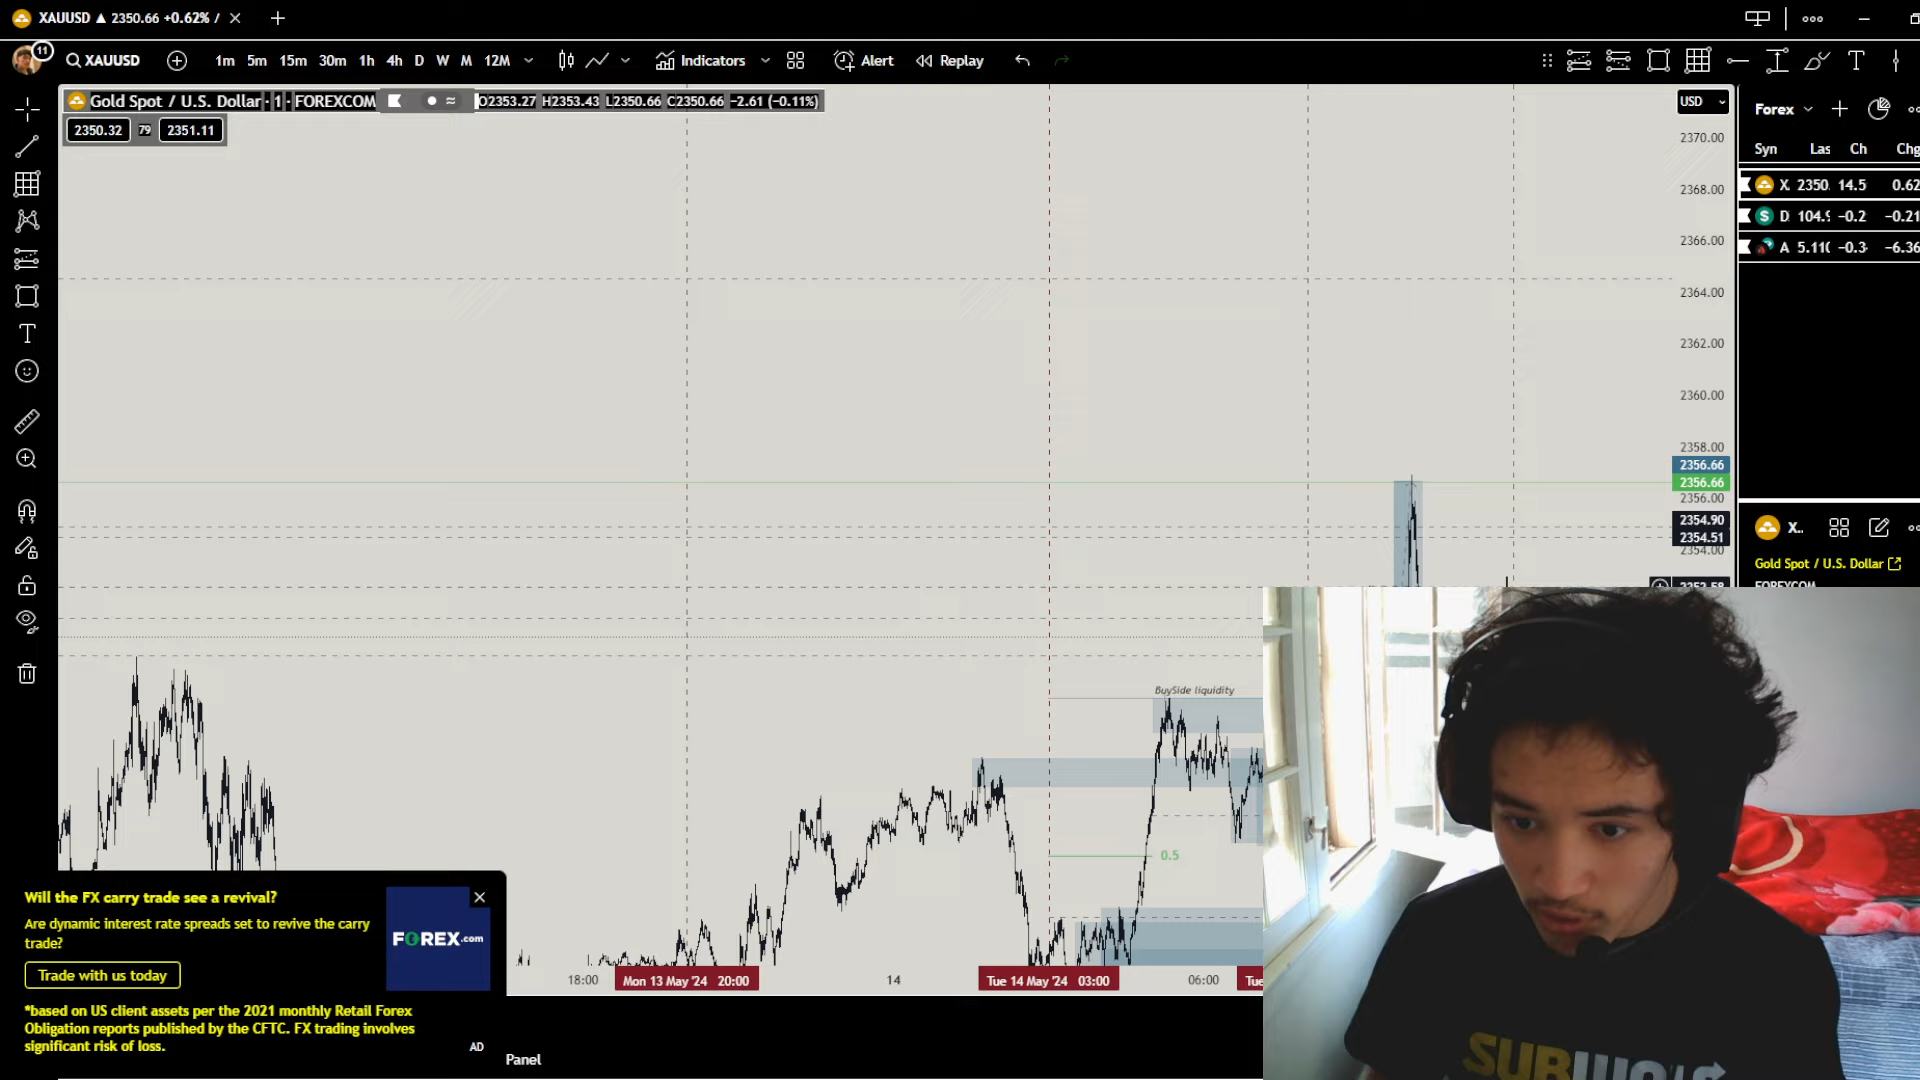 XAUUSD ▲ 2350.66 +0.62% /
11
XAUUSD
1m 5m 15m 30m 1h 4h D W M 12M
Indicators
Alert
Replay
Gold Spot / U.S. Dollar · 1 · FOREXCOM
O2353.27 H2353.43 L2350.66 C2350.66 −2.61 (−0.11%)
2350.32 79 2351.11
USD
2370.00
2368.00
2366.00
2364.00
2362.00
2360.00
2358.00
2356.66
2356.66
2356.00
2354.90
2354.51
2354.00
2352.58
Forex
Ch Chg
X 2350. 14.5 0.62
D 104.9 −0.2 −0.21
A 5.110 −0.3 −6.36
X..
Gold Spot / U.S. Dollar
FOREXCOM
BuySide liquidity
0.5
18:00
Mon 13 May '24 20:00
14
Tue 14 May '24 03:00
06:00
Tue
Will the FX carry trade see a revival?
Are dynamic interest rate spreads set to revive the carry
trade?
Trade with us today
FOREX.com
*based on US client assets per the 2021 monthly Retail Forex
Obligation reports published by the CFTC. FX trading involves
significant risk of loss.
AD
Panel